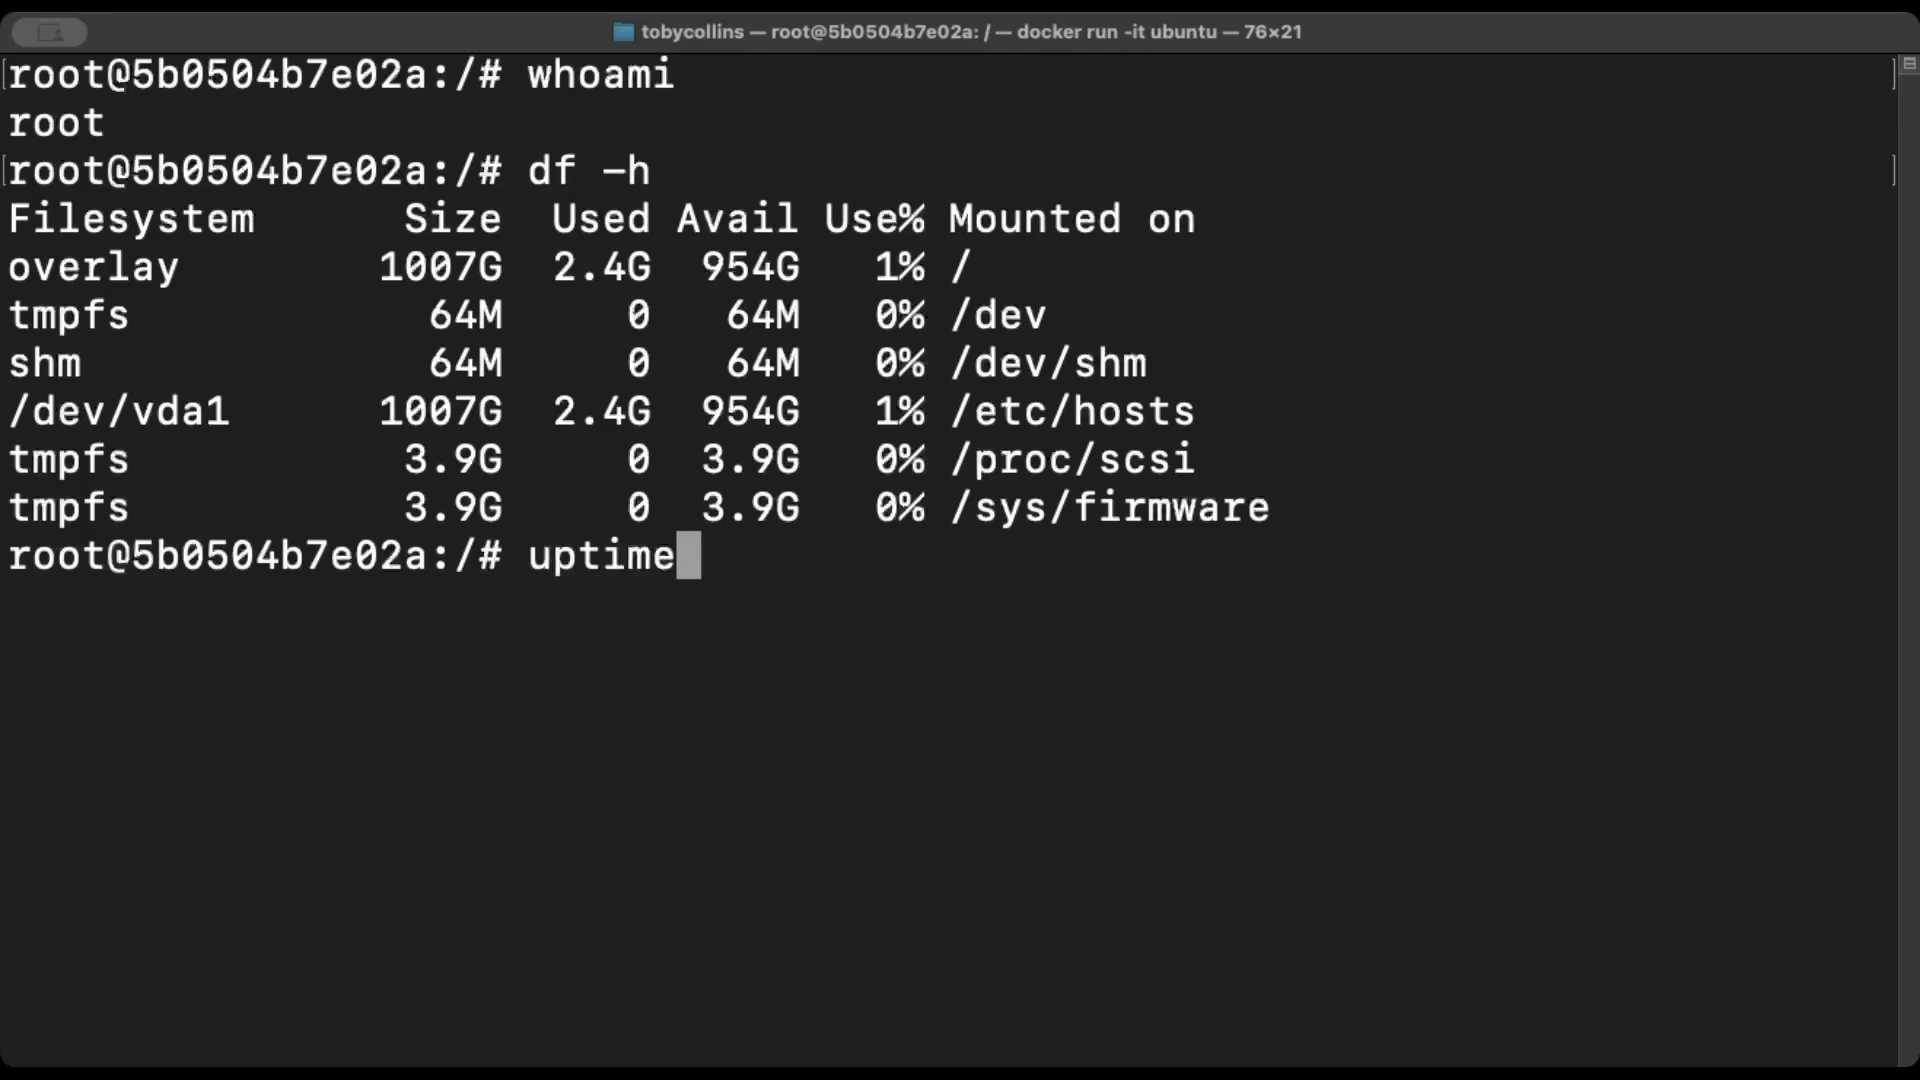 tobycollins — root@5b0504b7e02a: / — docker run -it ubuntu — 76×21
root@5b0504b7e02a:/# whoami
root
root@5b0504b7e02a:/# df -h
Filesystem      Size  Used Avail Use% Mounted on
overlay        1007G  2.4G  954G   1% /
tmpfs            64M     0   64M   0% /dev
shm              64M     0   64M   0% /dev/shm
/dev/vda1      1007G  2.4G  954G   1% /etc/hosts
tmpfs           3.9G     0  3.9G   0% /proc/scsi
tmpfs           3.9G     0  3.9G   0% /sys/firmware
root@5b0504b7e02a:/# uptime